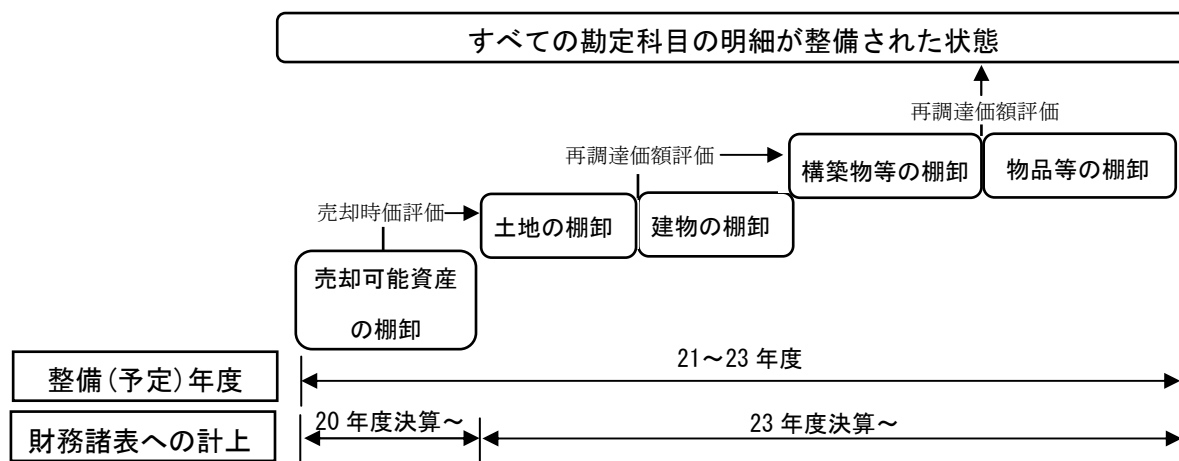 すべての勘定科目の明細が整備された状態
再調達価額評価
再調達価額評価
構築物等の棚卸
物品等の棚卸
売却時価評価
土地の棚卸
建物の棚卸
売却可能資産
の棚卸
整備(予定)年度
21～23 年度
財務諸表への計上
20 年度決算～
23 年度決算～